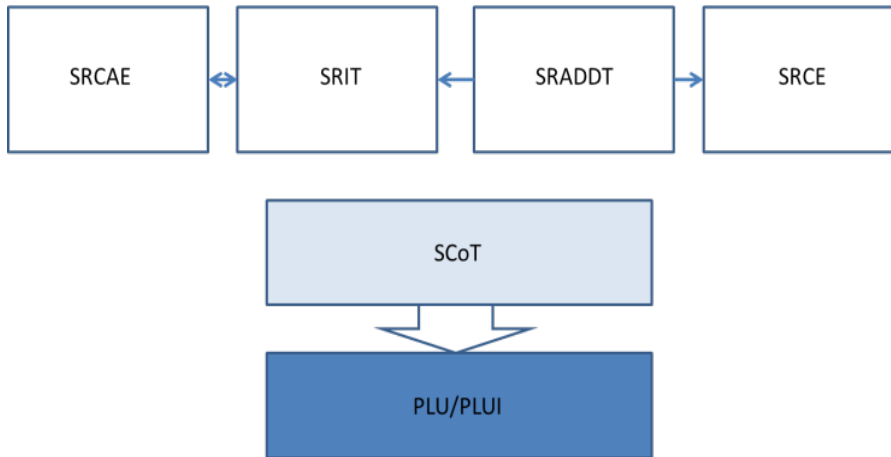 SRCAE
SRIT
SRADDT
SRCE
SCoT
PLU/PLUI